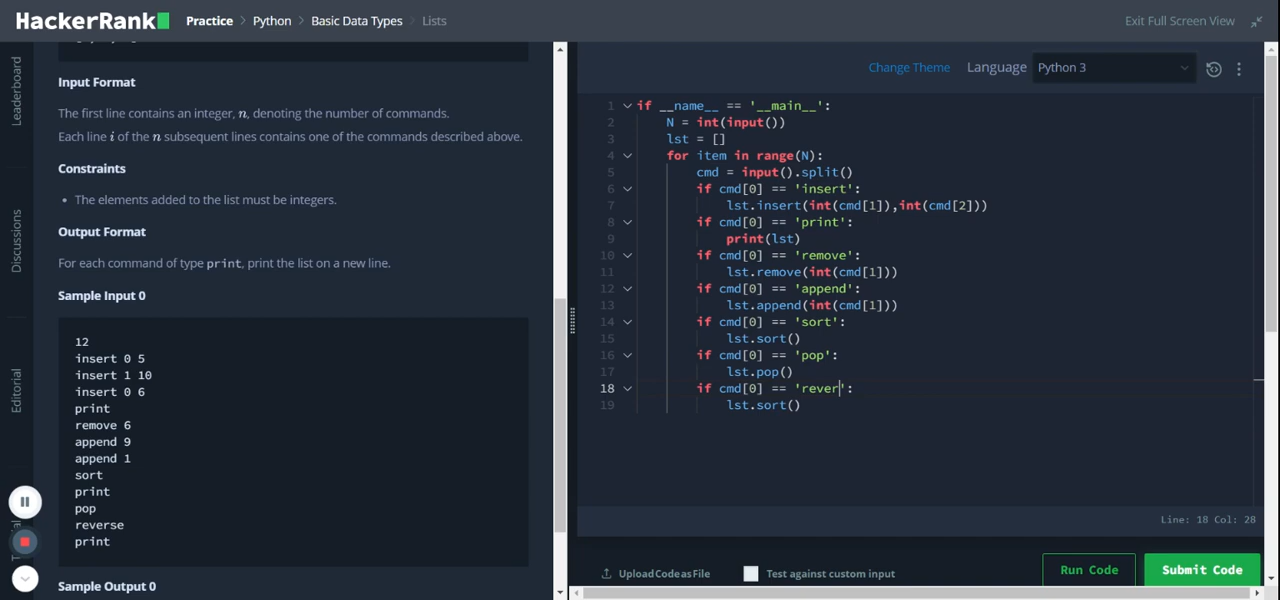 HackerRank
Practice > Python > Basic Data Types > Lists
Exit Full Screen View
Leaderboard
Discussions
Editorial
Input Format
The first line contains an integer, n, denoting the number of commands.
Each line i of the n subsequent lines contains one of the commands described above.
Constraints
• The elements added to the list must be integers.
Output Format
For each command of type print, print the list on a new line.
Sample Input 0
12
insert 0 5
insert 1 10
insert 0 6
print
remove 6
append 9
append 1
sort
print
pop
reverse
print
Sample Output 0
Change Theme Language Python 3
1 if __name__ == '__main__':
2 N = int(input())
3 lst = []
4 for item in range(N):
5 cmd = input().split()
6 if cmd[0] == 'insert':
7 lst.insert(int(cmd[1]),int(cmd[2]))
8 if cmd[0] == 'print':
9 print(lst)
10 if cmd[0] == 'remove':
11 lst.remove(int(cmd[1]))
12 if cmd[0] == 'append':
13 lst.append(int(cmd[1]))
14 if cmd[0] == 'sort':
15 lst.sort()
16 if cmd[0] == 'pop':
17 lst.pop()
18 if cmd[0] == 'rever':
19 lst.sort()
Line: 18 Col: 28
Upload Code as File
Test against custom input
Run Code
Submit Code